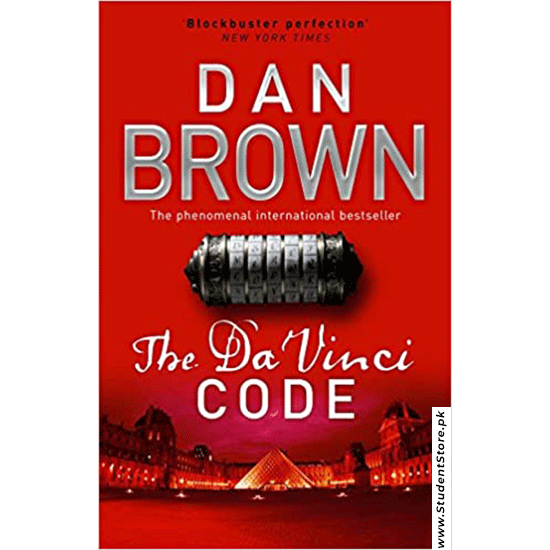 'Blockbuster perfection'
NEW YORK TIMES
DAN
BROWN
The phenomenal international bestseller
The Da Vinci
CODE
www.StudentStore.pk